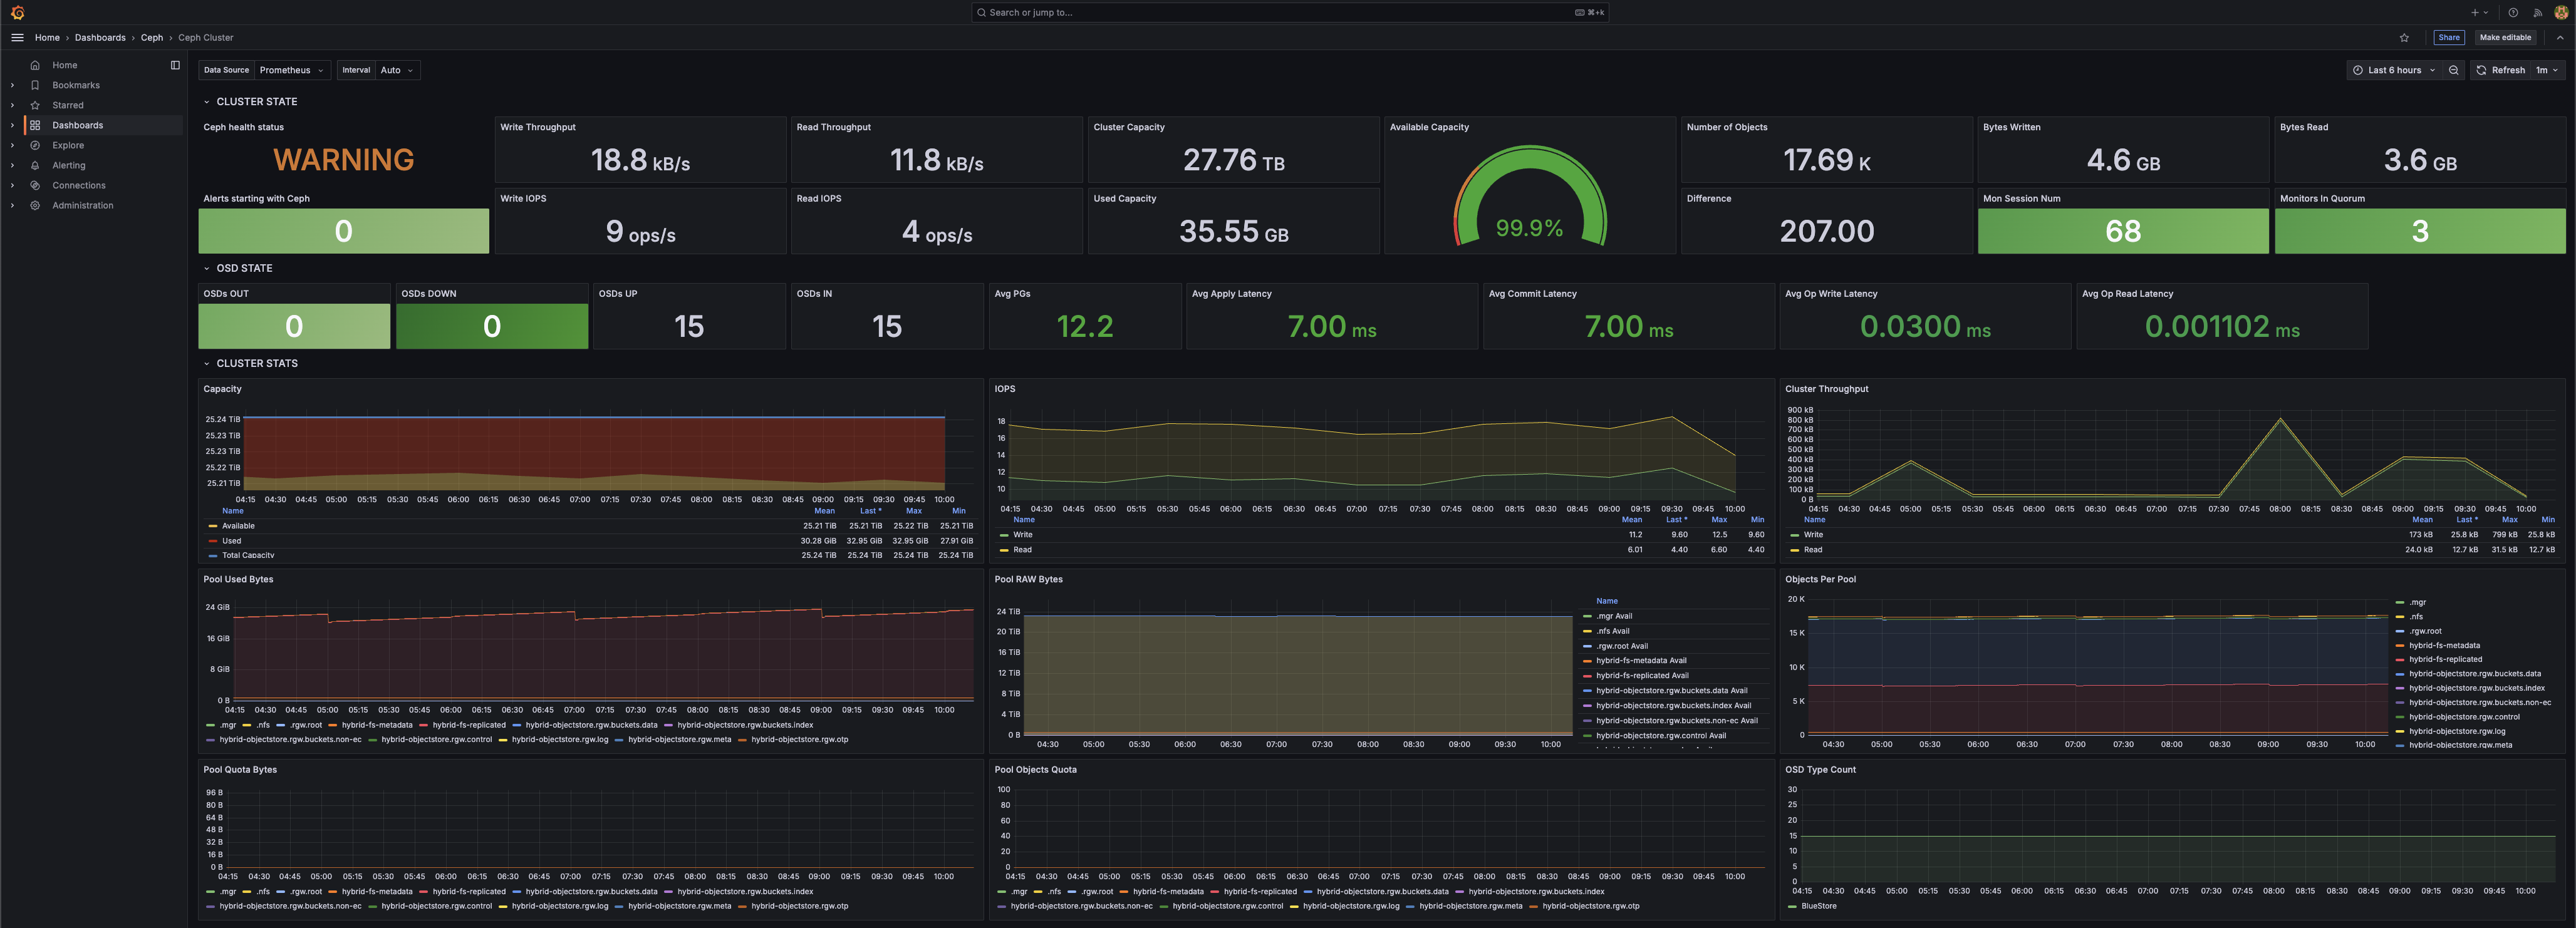 Search or jump to...
⌘+k
Home › Dashboards › Ceph › Ceph Cluster
Share
Make editable
Home
Bookmarks
Starred
Dashboards
Explore
Alerting
Connections
Administration
Data Source Prometheus
Interval Auto
Last 6 hours
Refresh 1m
CLUSTER STATE
Ceph health status
WARNING
Write Throughput
18.8 kB/s
Read Throughput
11.8 kB/s
Cluster Capacity
27.76 TB
Available Capacity
99.9%
Number of Objects
17.69 K
Bytes Written
4.6 GB
Bytes Read
3.6 GB
Alerts starting with Ceph
0
Write IOPS
9 ops/s
Read IOPS
4 ops/s
Used Capacity
35.55 GB
Difference
207.00
Mon Session Num
68
Monitors In Quorum
3
OSD STATE
OSDs OUT
0
OSDs DOWN
0
OSDs UP
15
OSDs IN
15
Avg PGs
12.2
Avg Apply Latency
7.00 ms
Avg Commit Latency
7.00 ms
Avg Op Write Latency
0.0300 ms
Avg Op Read Latency
0.001102 ms
CLUSTER STATS
Capacity
25.24 TiB
25.23 TiB
25.23 TiB
25.22 TiB
25.21 TiB
04:15 04:30 04:45 05:00 05:15 05:30 05:45 06:00 06:15 06:30 06:45 07:00 07:15 07:30 07:45 08:00 08:15 08:30 08:45 09:00 09:15 09:30 09:45 10:00
Name Mean Last * Max Min
Available 25.21 TiB 25.21 TiB 25.22 TiB 25.21 TiB
Used 30.28 GiB 32.95 GiB 32.95 GiB 27.91 GiB
Total Capacity 25.24 TiB 25.24 TiB 25.24 TiB 25.24 TiB
IOPS
18
16
14
12
10
04:15 04:30 04:45 05:00 05:15 05:30 05:45 06:00 06:15 06:30 06:45 07:00 07:15 07:30 07:45 08:00 08:15 08:30 08:45 09:00 09:15 09:30 09:45 10:00
Name Mean Last * Max Min
Write 11.2 9.60 12.5 9.60
Read 6.01 4.40 6.60 4.40
Cluster Throughput
900 kB
800 kB
700 kB
600 kB
500 kB
400 kB
300 kB
200 kB
100 kB
0 B
04:15 04:30 04:45 05:00 05:15 05:30 05:45 06:00 06:15 06:30 06:45 07:00 07:15 07:30 07:45 08:00 08:15 08:30 08:45 09:00 09:15 09:30 09:45 10:00
Name Mean Last * Max Min
Write 173 kB 25.8 kB 799 kB 25.8 kB
Read 24.0 kB 12.7 kB 31.5 kB 12.7 kB
Pool Used Bytes
24 GiB
16 GiB
8 GiB
0 B
04:15 04:30 04:45 05:00 05:15 05:30 05:45 06:00 06:15 06:30 06:45 07:00 07:15 07:30 07:45 08:00 08:15 08:30 08:45 09:00 09:15 09:30 09:45 10:00
.mgr .nfs .rgw.root hybrid-fs-metadata hybrid-fs-replicated hybrid-objectstore.rgw.buckets.data hybrid-objectstore.rgw.buckets.index
hybrid-objectstore.rgw.buckets.non-ec hybrid-objectstore.rgw.control hybrid-objectstore.rgw.log hybrid-objectstore.rgw.meta hybrid-objectstore.rgw.otp
Pool RAW Bytes
24 TiB
20 TiB
16 TiB
12 TiB
8 TiB
4 TiB
0 B
04:30 05:00 05:30 06:00 06:30 07:00 07:30 08:00 08:30 09:00 09:30 10:00
Name
.mgr Avail
.nfs Avail
.rgw.root Avail
hybrid-fs-metadata Avail
hybrid-fs-replicated Avail
hybrid-objectstore.rgw.buckets.data Avail
hybrid-objectstore.rgw.buckets.index Avail
hybrid-objectstore.rgw.buckets.non-ec Avail
hybrid-objectstore.rgw.control Avail
Objects Per Pool
20 K
15 K
10 K
5 K
0
04:30 05:00 05:30 06:00 06:30 07:00 07:30 08:00 08:30 09:00 09:30 10:00
.mgr
.nfs
.rgw.root
hybrid-fs-metadata
hybrid-fs-replicated
hybrid-objectstore.rgw.buckets.data
hybrid-objectstore.rgw.buckets.index
hybrid-objectstore.rgw.buckets.non-ec
hybrid-objectstore.rgw.control
hybrid-objectstore.rgw.log
hybrid-objectstore.rgw.meta
Pool Quota Bytes
96 B
80 B
64 B
48 B
32 B
16 B
0 B
04:15 04:30 04:45 05:00 05:15 05:30 05:45 06:00 06:15 06:30 06:45 07:00 07:15 07:30 07:45 08:00 08:15 08:30 08:45 09:00 09:15 09:30 09:45 10:00
.mgr .nfs .rgw.root hybrid-fs-metadata hybrid-fs-replicated hybrid-objectstore.rgw.buckets.data hybrid-objectstore.rgw.buckets.index
hybrid-objectstore.rgw.buckets.non-ec hybrid-objectstore.rgw.control hybrid-objectstore.rgw.log hybrid-objectstore.rgw.meta hybrid-objectstore.rgw.otp
Pool Objects Quota
100
80
60
40
20
0
04:15 04:30 04:45 05:00 05:15 05:30 05:45 06:00 06:15 06:30 06:45 07:00 07:15 07:30 07:45 08:00 08:15 08:30 08:45 09:00 09:15 09:30 09:45 10:00
.mgr .nfs .rgw.root hybrid-fs-metadata hybrid-fs-replicated hybrid-objectstore.rgw.buckets.data hybrid-objectstore.rgw.buckets.index
hybrid-objectstore.rgw.buckets.non-ec hybrid-objectstore.rgw.control hybrid-objectstore.rgw.log hybrid-objectstore.rgw.meta hybrid-objectstore.rgw.otp
OSD Type Count
30
25
20
15
10
5
0
04:15 04:30 04:45 05:00 05:15 05:30 05:45 06:00 06:15 06:30 06:45 07:00 07:15 07:30 07:45 08:00 08:15 08:30 08:45 09:00 09:15 09:30 09:45 10:00
BlueStore